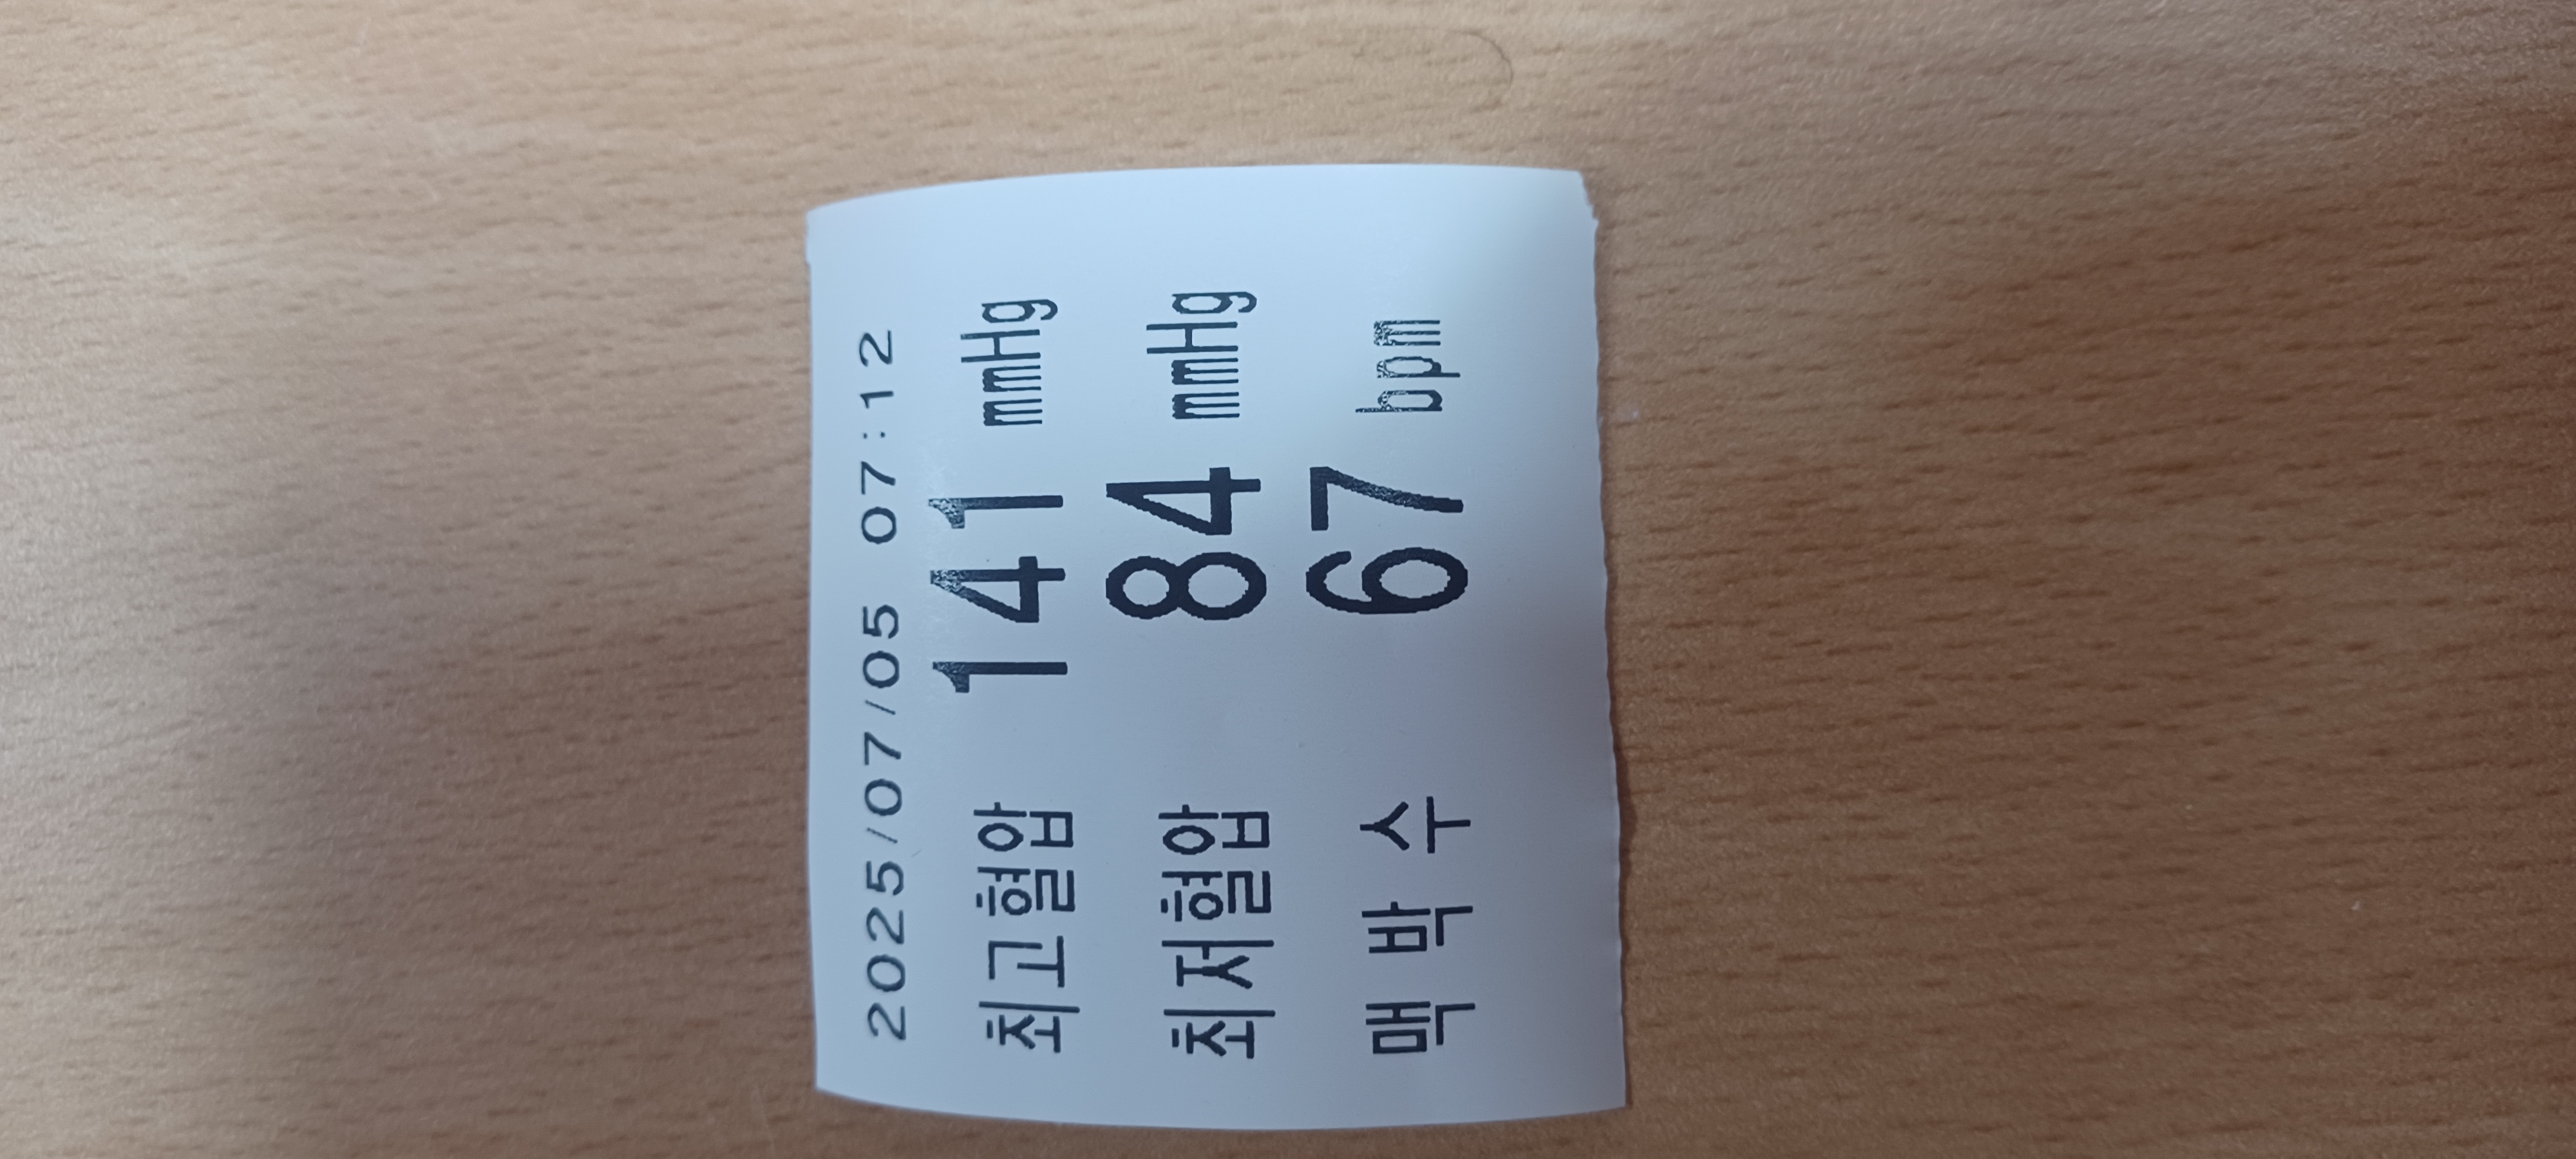 2025/07/05 07:12
최고혈압 141 mmHg
최저혈압 84 mmHg
맥 박 수 67 bpm